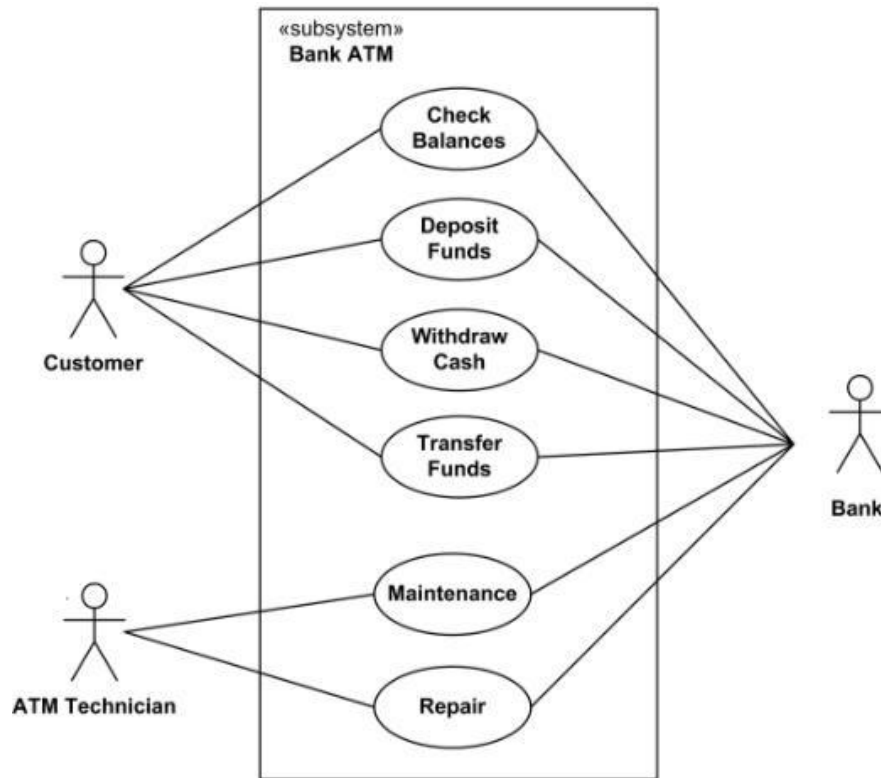 «subsystem»
Bank ATM
Check
Balances
Deposit
Funds
Customer
Withdraw
Cash
Transfer
Funds
Bank
Maintenance
ATM Technician
Repair